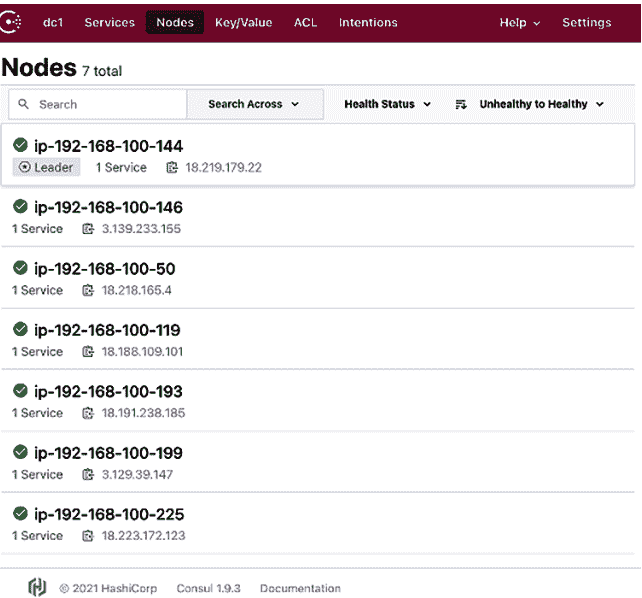 dc1 Services Nodes Key/Value ACL Intentions Help Settings
Nodes 7 total
Search Search Across Health Status Unhealthy to Healthy
ip-192-168-100-144
Leader 1 Service 18.219.179.22
ip-192-168-100-146
1 Service 3.139.233.155
ip-192-168-100-50
1 Service 18.218.165.4
ip-192-168-100-119
1 Service 18.188.109.101
ip-192-168-100-193
1 Service 18.191.238.185
ip-192-168-100-199
1 Service 3.129.39.147
ip-192-168-100-225
1 Service 18.223.172.123
© 2021 HashiCorp Consul 1.9.3 Documentation